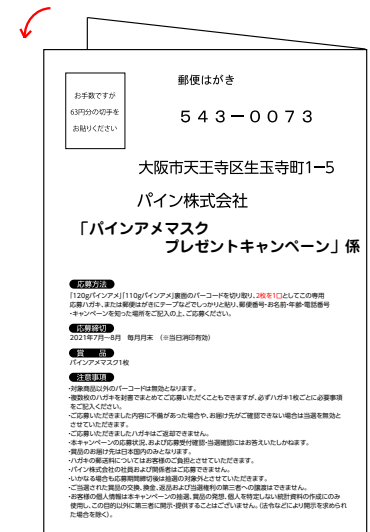 郵便はがき
お手数ですが
63円分の切手を
お貼りください
543-0073
大阪市天王寺区生玉寺町1-5
パイン株式会社
「パインアメマスク
プレゼントキャンペーン」係
応募方法
「120gパインアメ」「110gパインアメ」裏面のバーコードを切り取り、2枚を1口としてこの専用
応募ハガキ、または郵便はがきにテープなどでしっかりと貼り、郵便番号・お名前・年齢・電話番号
・キャンペーンを知った場所をご記入の上、ご応募ください。
応募締切
2021年7月~8月 毎月月末 (※当日消印有効)
賞品
パインアメマスク1枚
注意事項
・対象商品以外のバーコードは無効となります。
・複数枚のハガキを封書でまとめてご応募いただくこともできますが、必ずハガキ1枚ごとに必要事項
をご記入ください。
・ご応募いただきました内容に不備があった場合や、お届け先がご確認できない場合は当選を無効と
させていただきます。
・ご応募いただきましたハガキはご返却できません。
・本キャンペーンの応募状況、および応募受付確認・当選確認にはお答えいたしかねます。
・賞品のお届け先は日本国内のみとなります。
・ハガキの郵送料についてはお客様のご負担とさせていただきます。
・パイン株式会社の社員および関係者はご応募できません。
・いかなる場合も応募期間締切後は抽選の対象外とさせていただきます。
・ご当選された賞品の交換、換金、返品および当選権利の第三者への譲渡はできません。
・お客様の個人情報は本キャンペーンの抽選、賞品の発想、個人を特定しない統計資料の作成にのみ
使用し、この目的以外に第三者に開示・提供することはございません。(法令などにより開示を求められ
た場合を除く)。